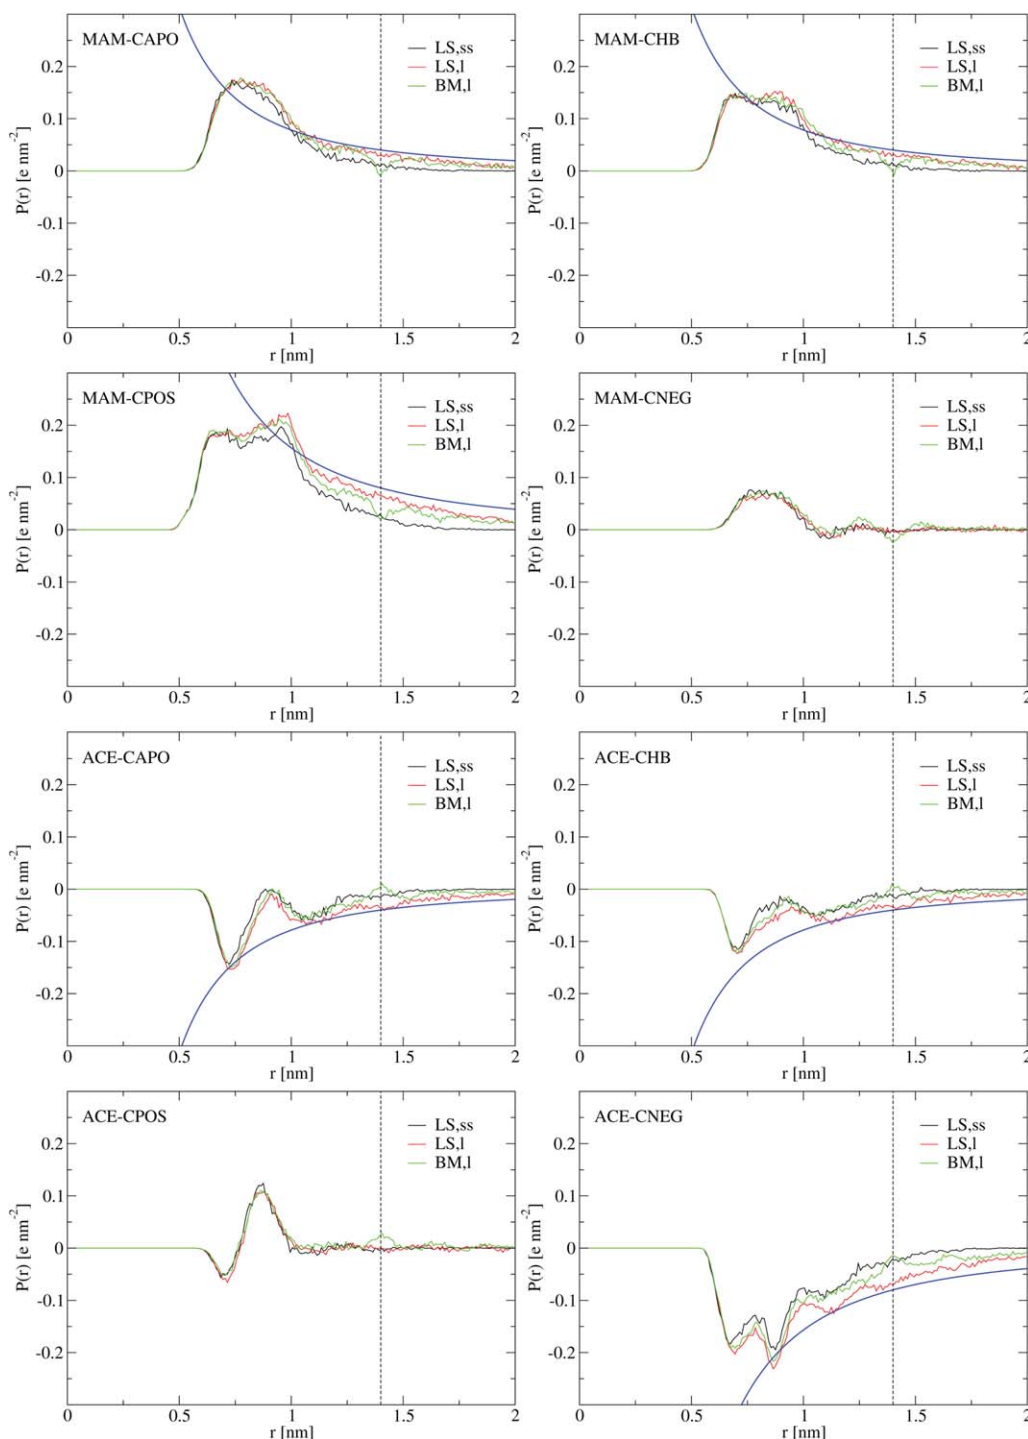 MAM-CAPO
LS,ss
LS,l
BM,l
P(r) [e nm⁻²]
0.2
0.1
0
-0.1
-0.2
0 0.5 1 1.5 2
r [nm]
MAM-CHB
LS,ss
LS,l
BM,l
P(r) [e nm⁻²]
0.2
0.1
0
-0.1
-0.2
0 0.5 1 1.5 2
r [nm]
MAM-CPOS
LS,ss
LS,l
BM,l
P(r) [e nm⁻²]
0.2
0.1
0
-0.1
-0.2
0 0.5 1 1.5 2
r [nm]
MAM-CNEG
LS,ss
LS,l
BM,l
P(r) [e nm⁻²]
0.2
0.1
0
-0.1
-0.2
0 0.5 1 1.5 2
r [nm]
ACE-CAPO
LS,ss
LS,l
BM,l
P(r) [e nm⁻²]
0.2
0.1
0
-0.1
-0.2
0 0.5 1 1.5 2
r [nm]
ACE-CHB
LS,ss
LS,l
BM,l
P(r) [e nm⁻²]
0.2
0.1
0
-0.1
-0.2
0 0.5 1 1.5 2
r [nm]
ACE-CPOS
LS,ss
LS,l
BM,l
P(r) [e nm⁻²]
0.2
0.1
0
-0.1
-0.2
0 0.5 1 1.5 2
r [nm]
ACE-CNEG
LS,ss
LS,l
BM,l
P(r) [e nm⁻²]
0.2
0.1
0
-0.1
-0.2
0 0.5 1 1.5 2
r [nm]